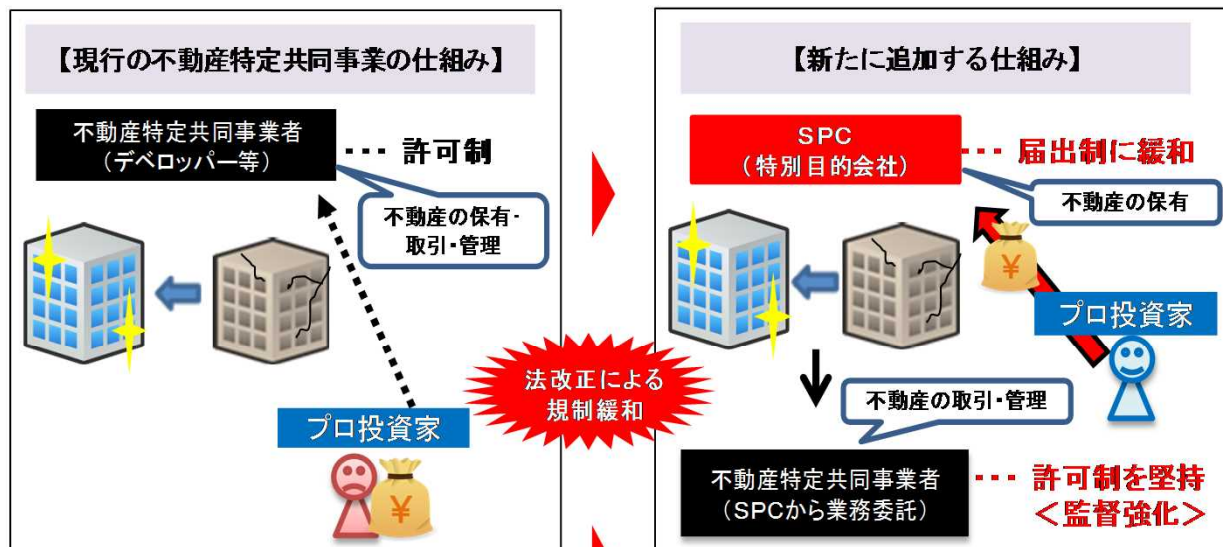 【現行の不動産特定共同事業の仕組み】
不動産特定共同事業者
(デベロッパー等)
･･･ 許可制
不動産の保有・
取引・管理
プロ投資家
¥
法改正による
規制緩和
【新たに追加する仕組み】
SPC
(特別目的会社)
･･･ 届出制に緩和
不動産の保有
¥
プロ投資家
不動産の取引・管理
不動産特定共同事業者
(SPCから業務委託)
･･･ 許可制を堅持
＜監督強化＞